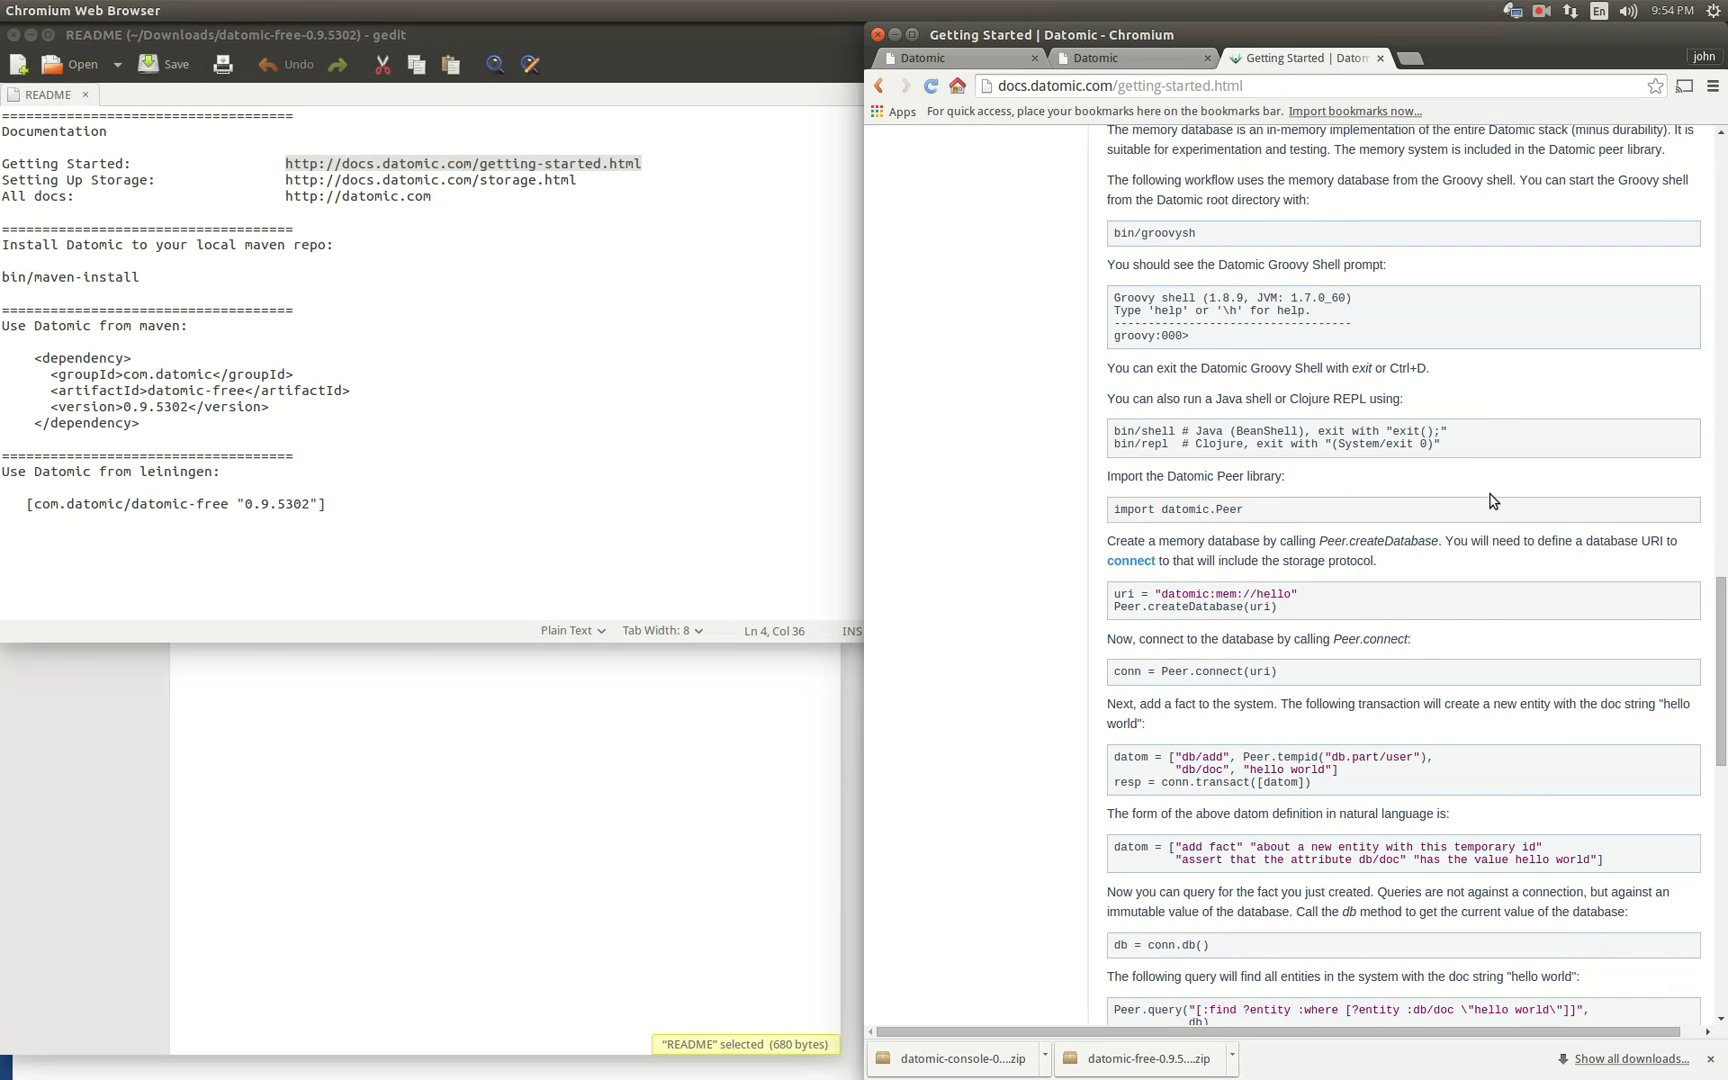 Chromium Web Browser
En
9:54 PM
README (~/Downloads/datomic-free-0.9.5302) - gedit
Open
Save
Undo
README ×
====================================
Documentation
Getting Started: http://docs.datomic.com/getting-started.html
Setting Up Storage: http://docs.datomic.com/storage.html
All docs: http://datomic.com
====================================
Install Datomic to your local maven repo:
bin/maven-install
====================================
Use Datomic from maven:
<dependency>
<groupId>com.datomic</groupId>
<artifactId>datomic-free</artifactId>
<version>0.9.5302</version>
</dependency>
====================================
Use Datomic from leiningen:
[com.datomic/datomic-free "0.9.5302"]
Plain Text
Tab Width: 8
Ln 4, Col 36
INS
"README" selected (680 bytes)
Getting Started | Datomic - Chromium
Datomic ×
Datomic ×
Getting Started | Datom ×
john
docs.datomic.com/getting-started.html
Apps
For quick access, place your bookmarks here on the bookmarks bar. Import bookmarks now...
The memory database is an in-memory implementation of the entire Datomic stack (minus durability). It is
suitable for experimentation and testing. The memory system is included in the Datomic peer library.
The following workflow uses the memory database from the Groovy shell. You can start the Groovy shell
from the Datomic root directory with:
bin/groovysh
You should see the Datomic Groovy Shell prompt:
Groovy shell (1.8.9, JVM: 1.7.0_60)
Type 'help' or '\h' for help.
-----------------------------------
groovy:000>
You can exit the Datomic Groovy Shell with exit or Ctrl+D.
You can also run a Java shell or Clojure REPL using:
bin/shell # Java (BeanShell), exit with "exit();"
bin/repl # Clojure, exit with "(System/exit 0)"
Import the Datomic Peer library:
import datomic.Peer
Create a memory database by calling Peer.createDatabase. You will need to define a database URI to
connect to that will include the storage protocol.
uri = "datomic:mem://hello"
Peer.createDatabase(uri)
Now, connect to the database by calling Peer.connect:
conn = Peer.connect(uri)
Next, add a fact to the system. The following transaction will create a new entity with the doc string "hello
world":
datom = ["db/add", Peer.tempid("db.part/user"),
"db/doc", "hello world"]
resp = conn.transact([datom])
The form of the above datom definition in natural language is:
datom = ["add fact" "about a new entity with this temporary id"
"assert that the attribute db/doc" "has the value hello world"]
Now you can query for the fact you just created. Queries are not against a connection, but against an
immutable value of the database. Call the db method to get the current value of the database:
db = conn.db()
The following query will find all entities in the system with the doc string "hello world":
Peer.query("[:find ?entity :where [?entity :db/doc \"hello world\"]]",
db)
datomic-console-0....zip
datomic-free-0.9.5....zip
Show all downloads...
×